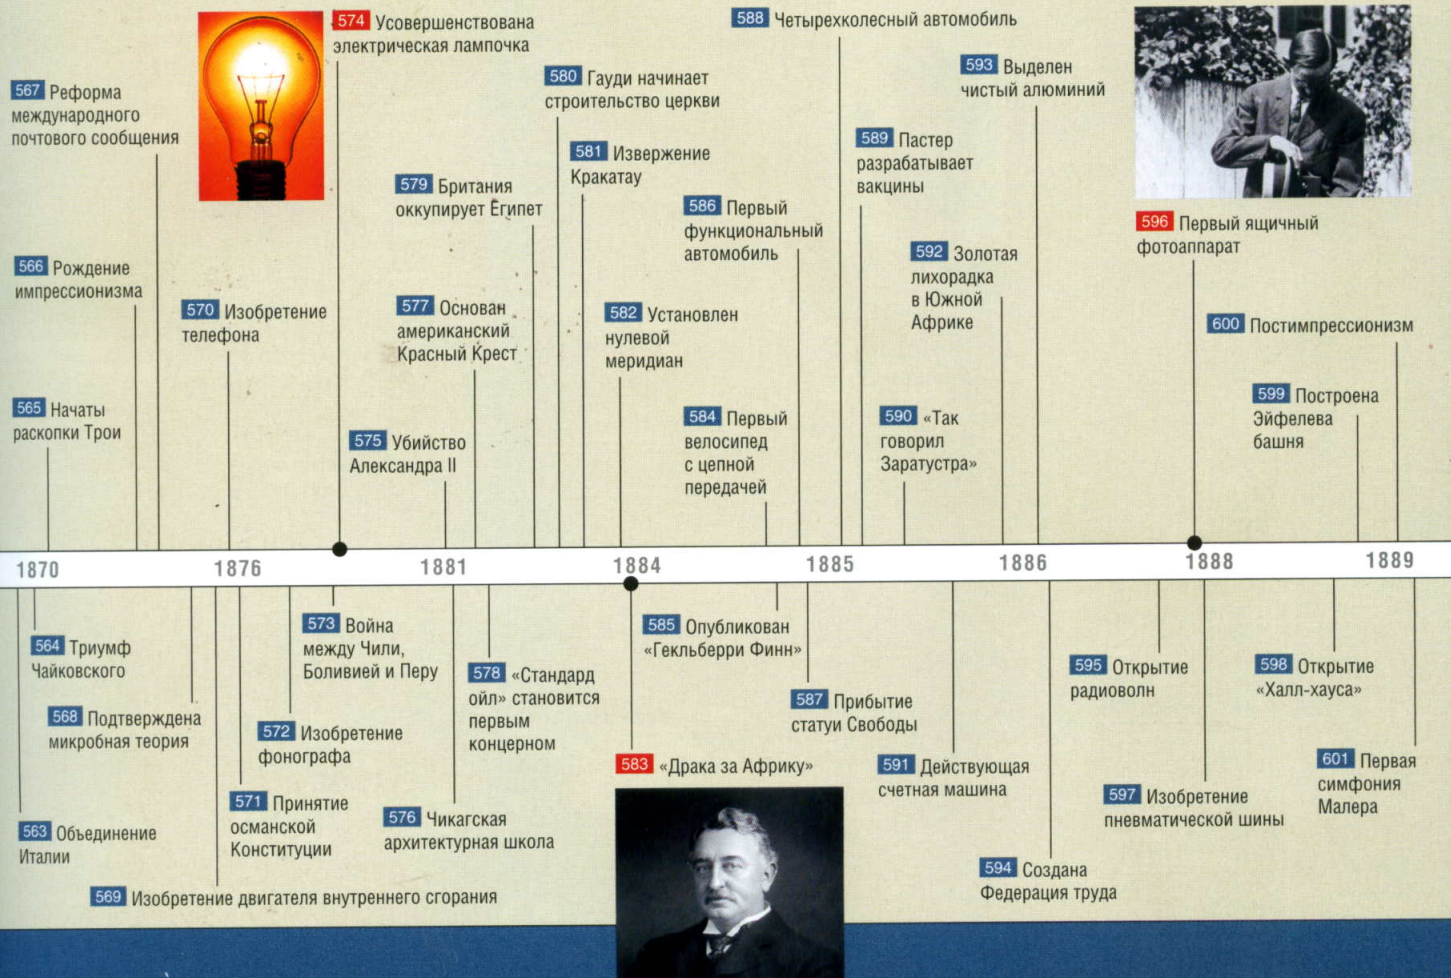 567 Реформа
международного
почтового сообщения
566 Рождение
импрессионизма
565 Начаты
раскопки Трои
570 Изобретение
телефона
574 Усовершенствована
электрическая лампочка
575 Убийство
Александра II
579 Британия
оккупирует Египет
577 Основан
американский
Красный Крест
580 Гауди начинает
строительство церкви
581 Извержение
Кракатау
582 Установлен
нулевой
меридиан
588 Четырехколесный автомобиль
586 Первый
функциональный
автомобиль
584 Первый
велосипед
с цепной
передачей
589 Пастер
разрабатывает
вакцины
590 «Так
говорил
Заратустра»
593 Выделен
чистый алюминий
592 Золотая
лихорадка
в Южной
Африке
596 Первый ящичный
фотоаппарат
600 Постимпрессионизм
599 Построена
Эйфелева
башня
1870 1876 1881 1884 1885 1886 1888 1889
564 Триумф
Чайковского
568 Подтверждена
микробная теория
563 Объединение
Италии
569 Изобретение двигателя внутреннего сгорания
571 Принятие
османской
Конституции
572 Изобретение
фонографа
573 Война
между Чили,
Боливией и Перу
576 Чикагская
архитектурная школа
578 «Стандард
ойл» становится
первым
концерном
583 «Драка за Африку»
585 Опубликован
«Гекльберри Финн»
587 Прибытие
статуи Свободы
591 Действующая
счетная машина
594 Создана
Федерация труда
595 Открытие
радиоволн
597 Изобретение
пневматической шины
598 Открытие
«Халл-хауса»
601 Первая
симфония
Малера